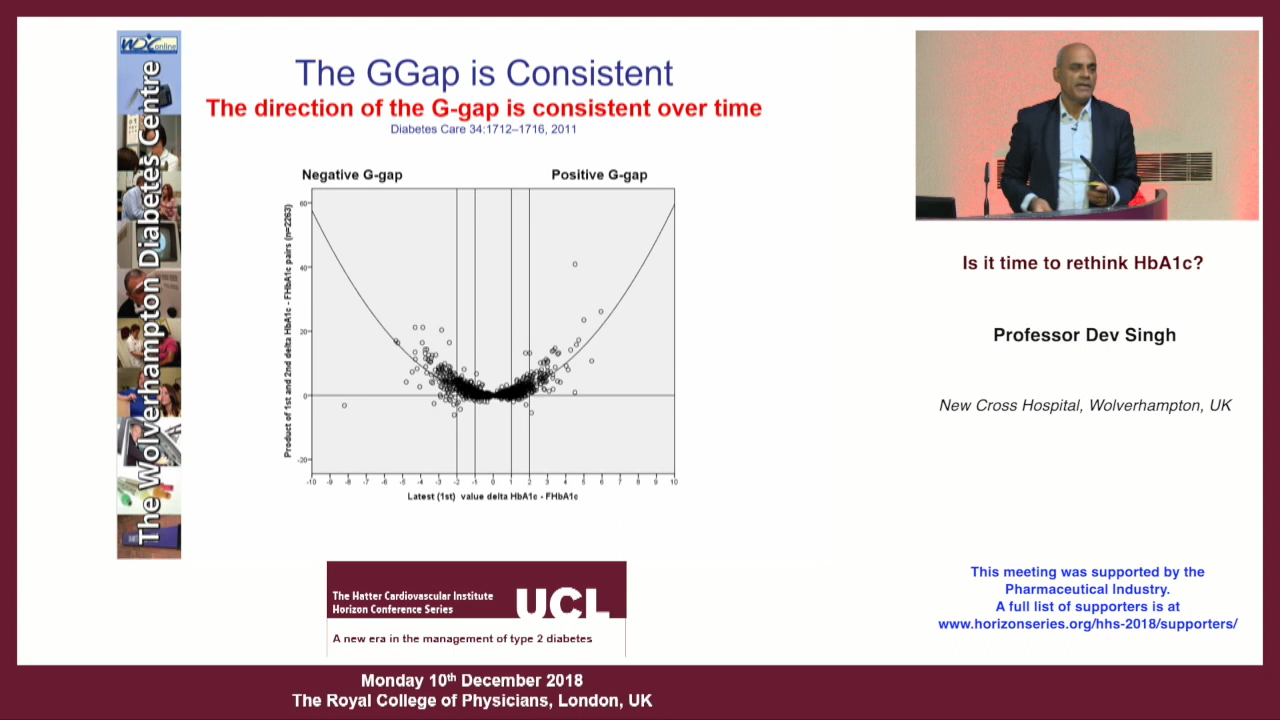 WDC online
The Wolverhampton Diabetes Centre
The GGap is Consistent
The direction of the G-gap is consistent over time
Diabetes Care 34:1712–1716, 2011
Negative G-gap
Positive G-gap
Product of 1st and 2nd delta HbA1c - FHbA1c pairs (n=2263)
60
40
20
0
-20
-10 -9 -8 -7 -6 -5 -4 -3 -2 -1 0 1 2 3 4 5 6 7 8 9 10
Latest (1st) value delta HbA1c - FHbA1c
Is it time to rethink HbA1c?
Professor Dev Singh
New Cross Hospital, Wolverhampton, UK
This meeting was supported by the
Pharmaceutical Industry.
A full list of supporters is at
www.horizonseries.org/hhs-2018/supporters/
The Hatter Cardiovascular Institute
Horizon Conference Series
UCL
A new era in the management of type 2 diabetes
Monday 10th December 2018
The Royal College of Physicians, London, UK